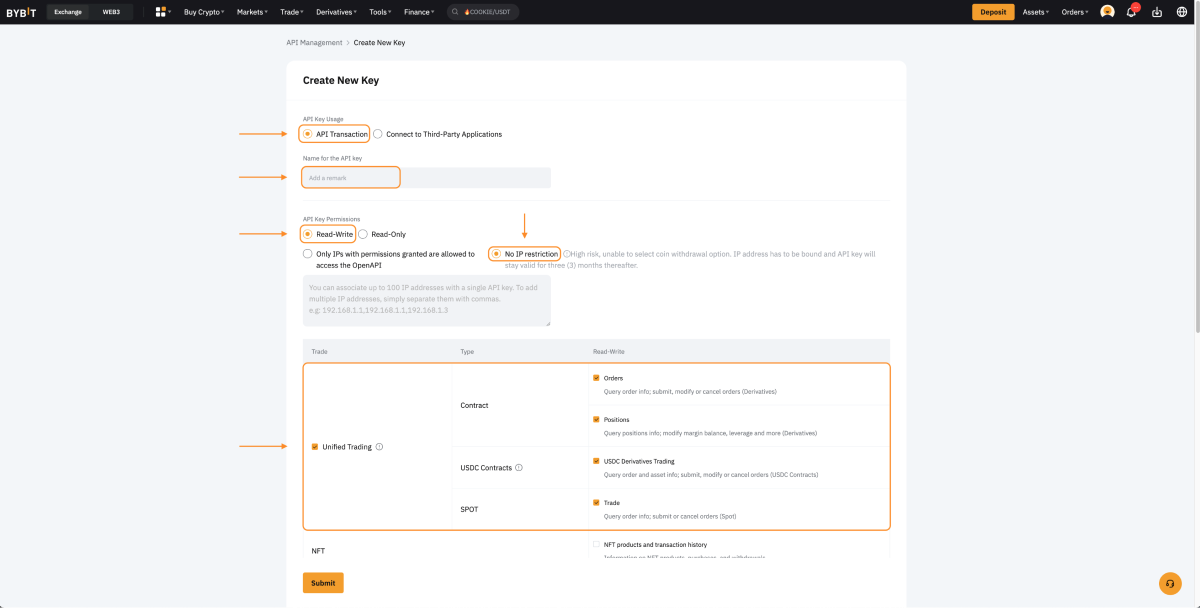 BYBIT Exchange WEB3 Buy Crypto Markets Trade Derivatives Tools Finance COOKIE/USDT Deposit Assets Orders
API Management > Create New Key
Create New Key
API Key Usage
API Transaction Connect to Third-Party Applications
Name for the API key
Add a remark
API Key Permissions
Read-Write Read-Only
Only IPs with permissions granted are allowed to
access the OpenAPI
No IP restriction High risk, unable to select coin withdrawal option. IP address has to be bound and API key will
stay valid for three (3) months thereafter.
You can associate up to 100 IP addresses with a single API key. To add
multiple IP addresses, simply separate them with commas.
e.g: 192.168.1.1,192.168.1.1,192.168.1.3
Trade Type Read-Write
Unified Trading
Contract
Orders
Query order info; submit, modify or cancel orders (Derivatives)
Positions
Query positions info; modify margin balance, leverage and more (Derivatives)
USDC Contracts
USDC Derivatives Trading
Query order and asset info; submit, modify or cancel orders (USDC Contracts)
SPOT
Trade
Query order info; submit or cancel orders (Spot)
NFT
NFT products and transaction history
Information on NFT products, purchases, and withdrawals
Submit